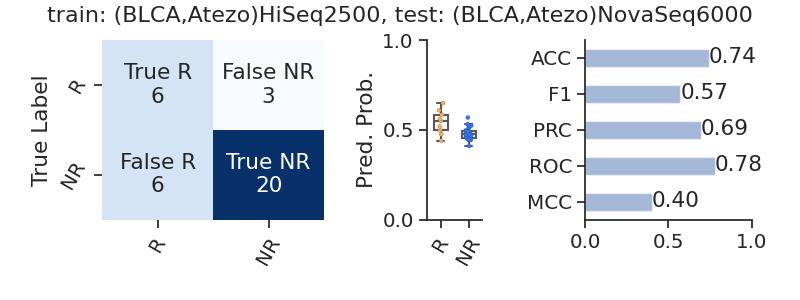 train: (BLCA,Atezo)HiSeq2500, test: (BLCA,Atezo)NovaSeq6000
True Label
R
NR
True R
6
False NR
3
False R
6
True NR
20
R
NR
Pred. Prob.
1.0
0.5
0.0
R
NR
ACC
0.74
F1
0.57
PRC
0.69
ROC
0.78
MCC
0.40
0.0
0.5
1.0